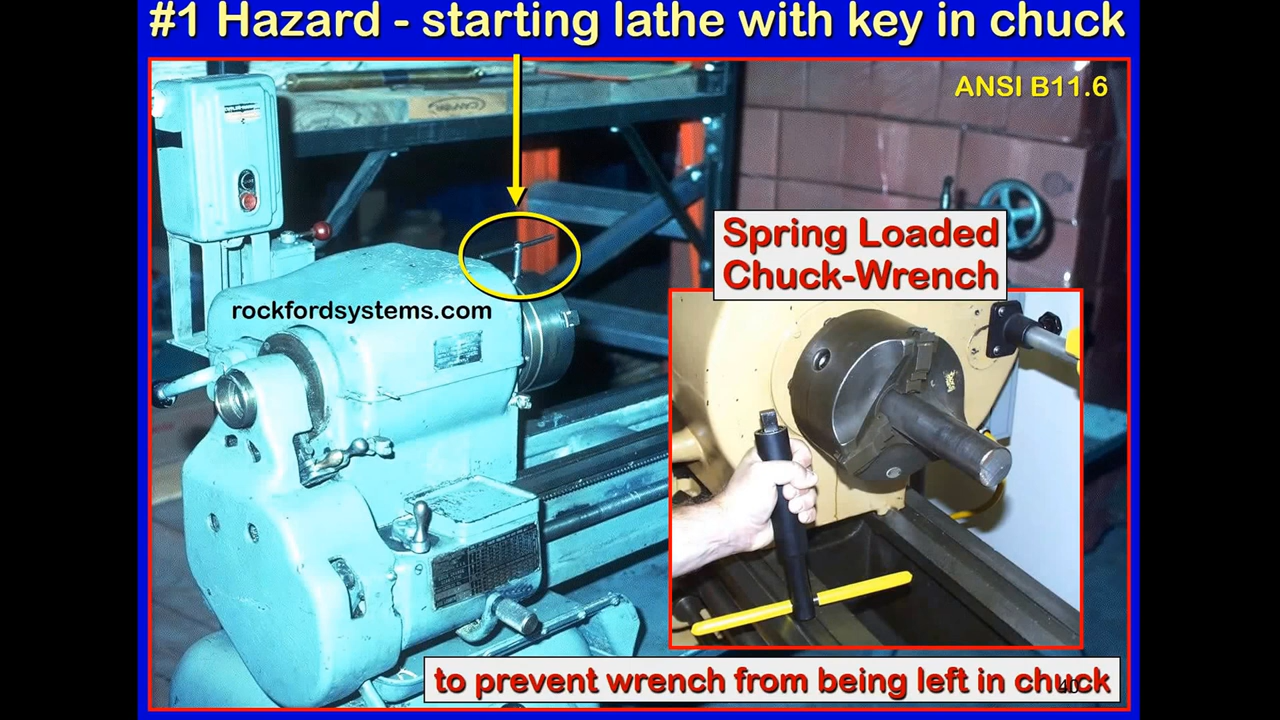 #1 Hazard - starting lathe with key in chuck
ANSI B11.6
Spring Loaded
Chuck-Wrench
rockfordsystems.com
to prevent wrench from being left in chuck
40